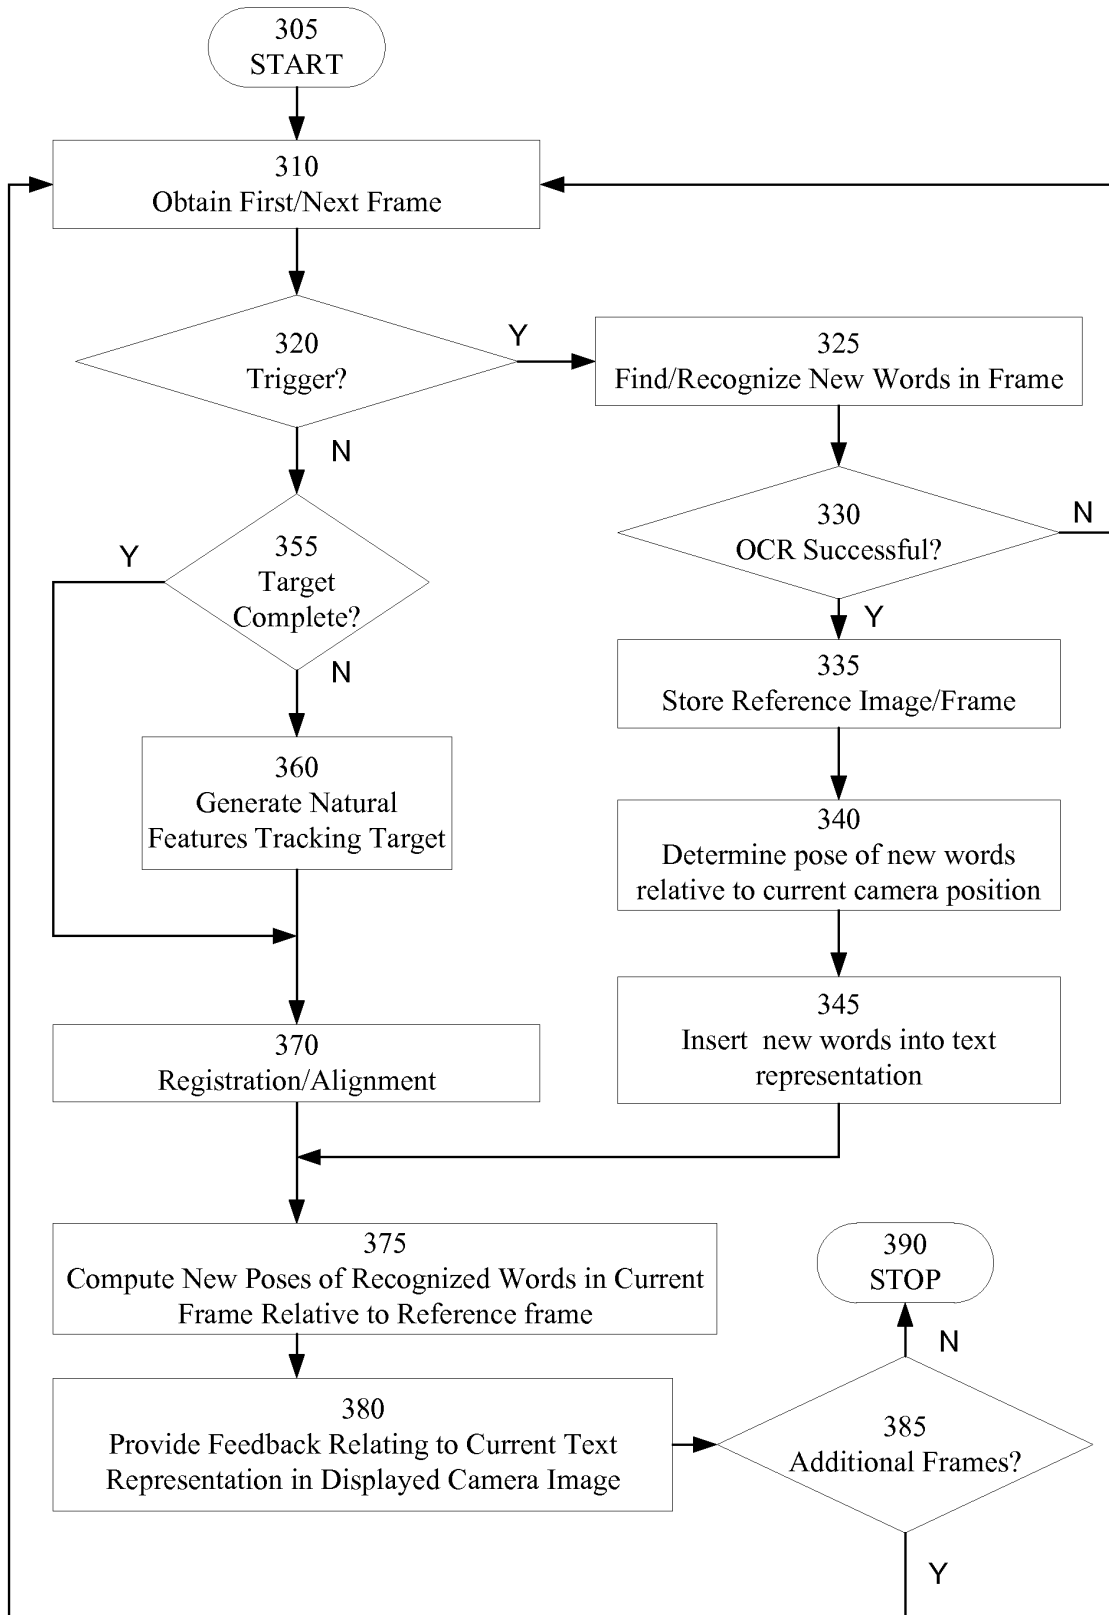 305
START
310
Obtain First/Next Frame
320
Trigger?
Y
N
325
Find/Recognize New Words in Frame
330
OCR Successful?
N
Y
355
Target
Complete?
Y
N
335
Store Reference Image/Frame
360
Generate Natural
Features Tracking Target
340
Determine pose of new words
relative to current camera position
345
Insert new words into text
representation
370
Registration/Alignment
375
Compute New Poses of Recognized Words in Current
Frame Relative to Reference frame
390
STOP
N
380
Provide Feedback Relating to Current Text
Representation in Displayed Camera Image
385
Additional Frames?
Y